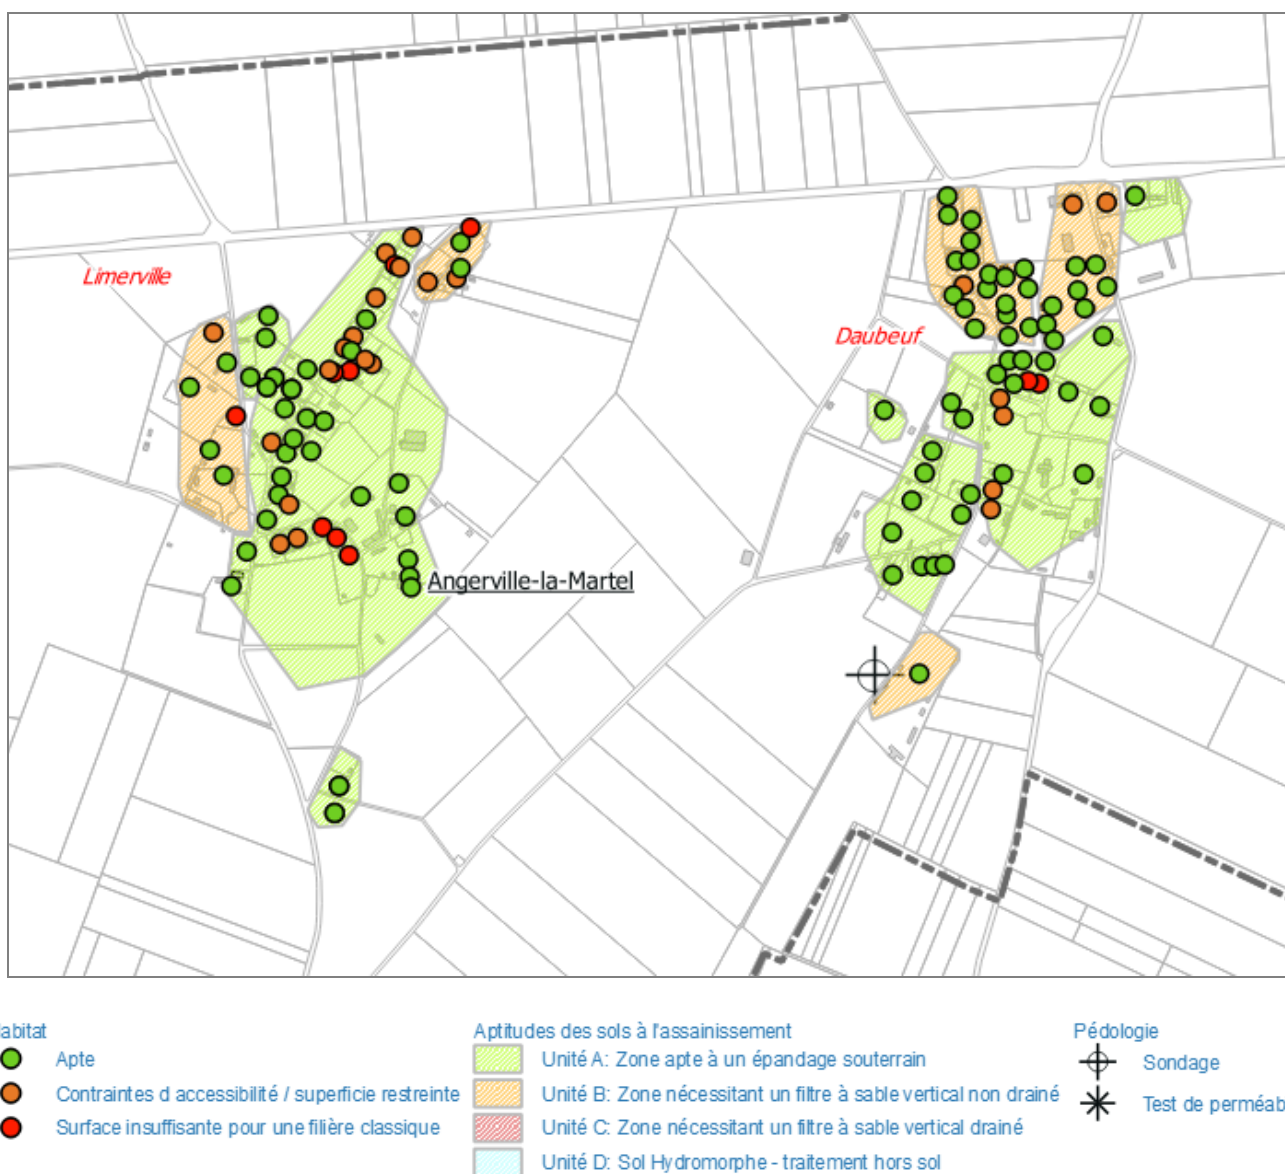 Limerville
Daubeuf
Angerville-la-Martel
abitat
Apte
Contraintes d accessibilité / superficie restreinte
Surface insuffisante pour une filière classique
Aptitudes des sols à l'assainissement
Unité A: Zone apte à un épandage souterrain
Unité B: Zone nécessitant un filtre à sable vertical non drainé
Unité C: Zone nécessitant un filtre à sable vertical drainé
Unité D: Sol Hydromorphe - traitement hors sol
Pédologie
Sondage
Test de perméab